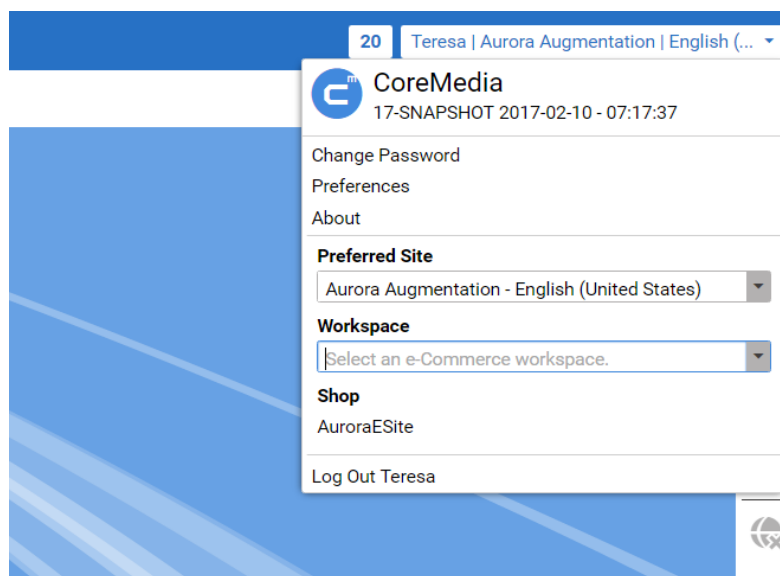 20 Teresa | Aurora Augmentation | English (...
CoreMedia
17-SNAPSHOT 2017-02-10 - 07:17:37
Change Password
Preferences
About
Preferred Site
Aurora Augmentation - English (United States)
Workspace
Select an e-Commerce workspace.
Shop
AuroraESite
Log Out Teresa